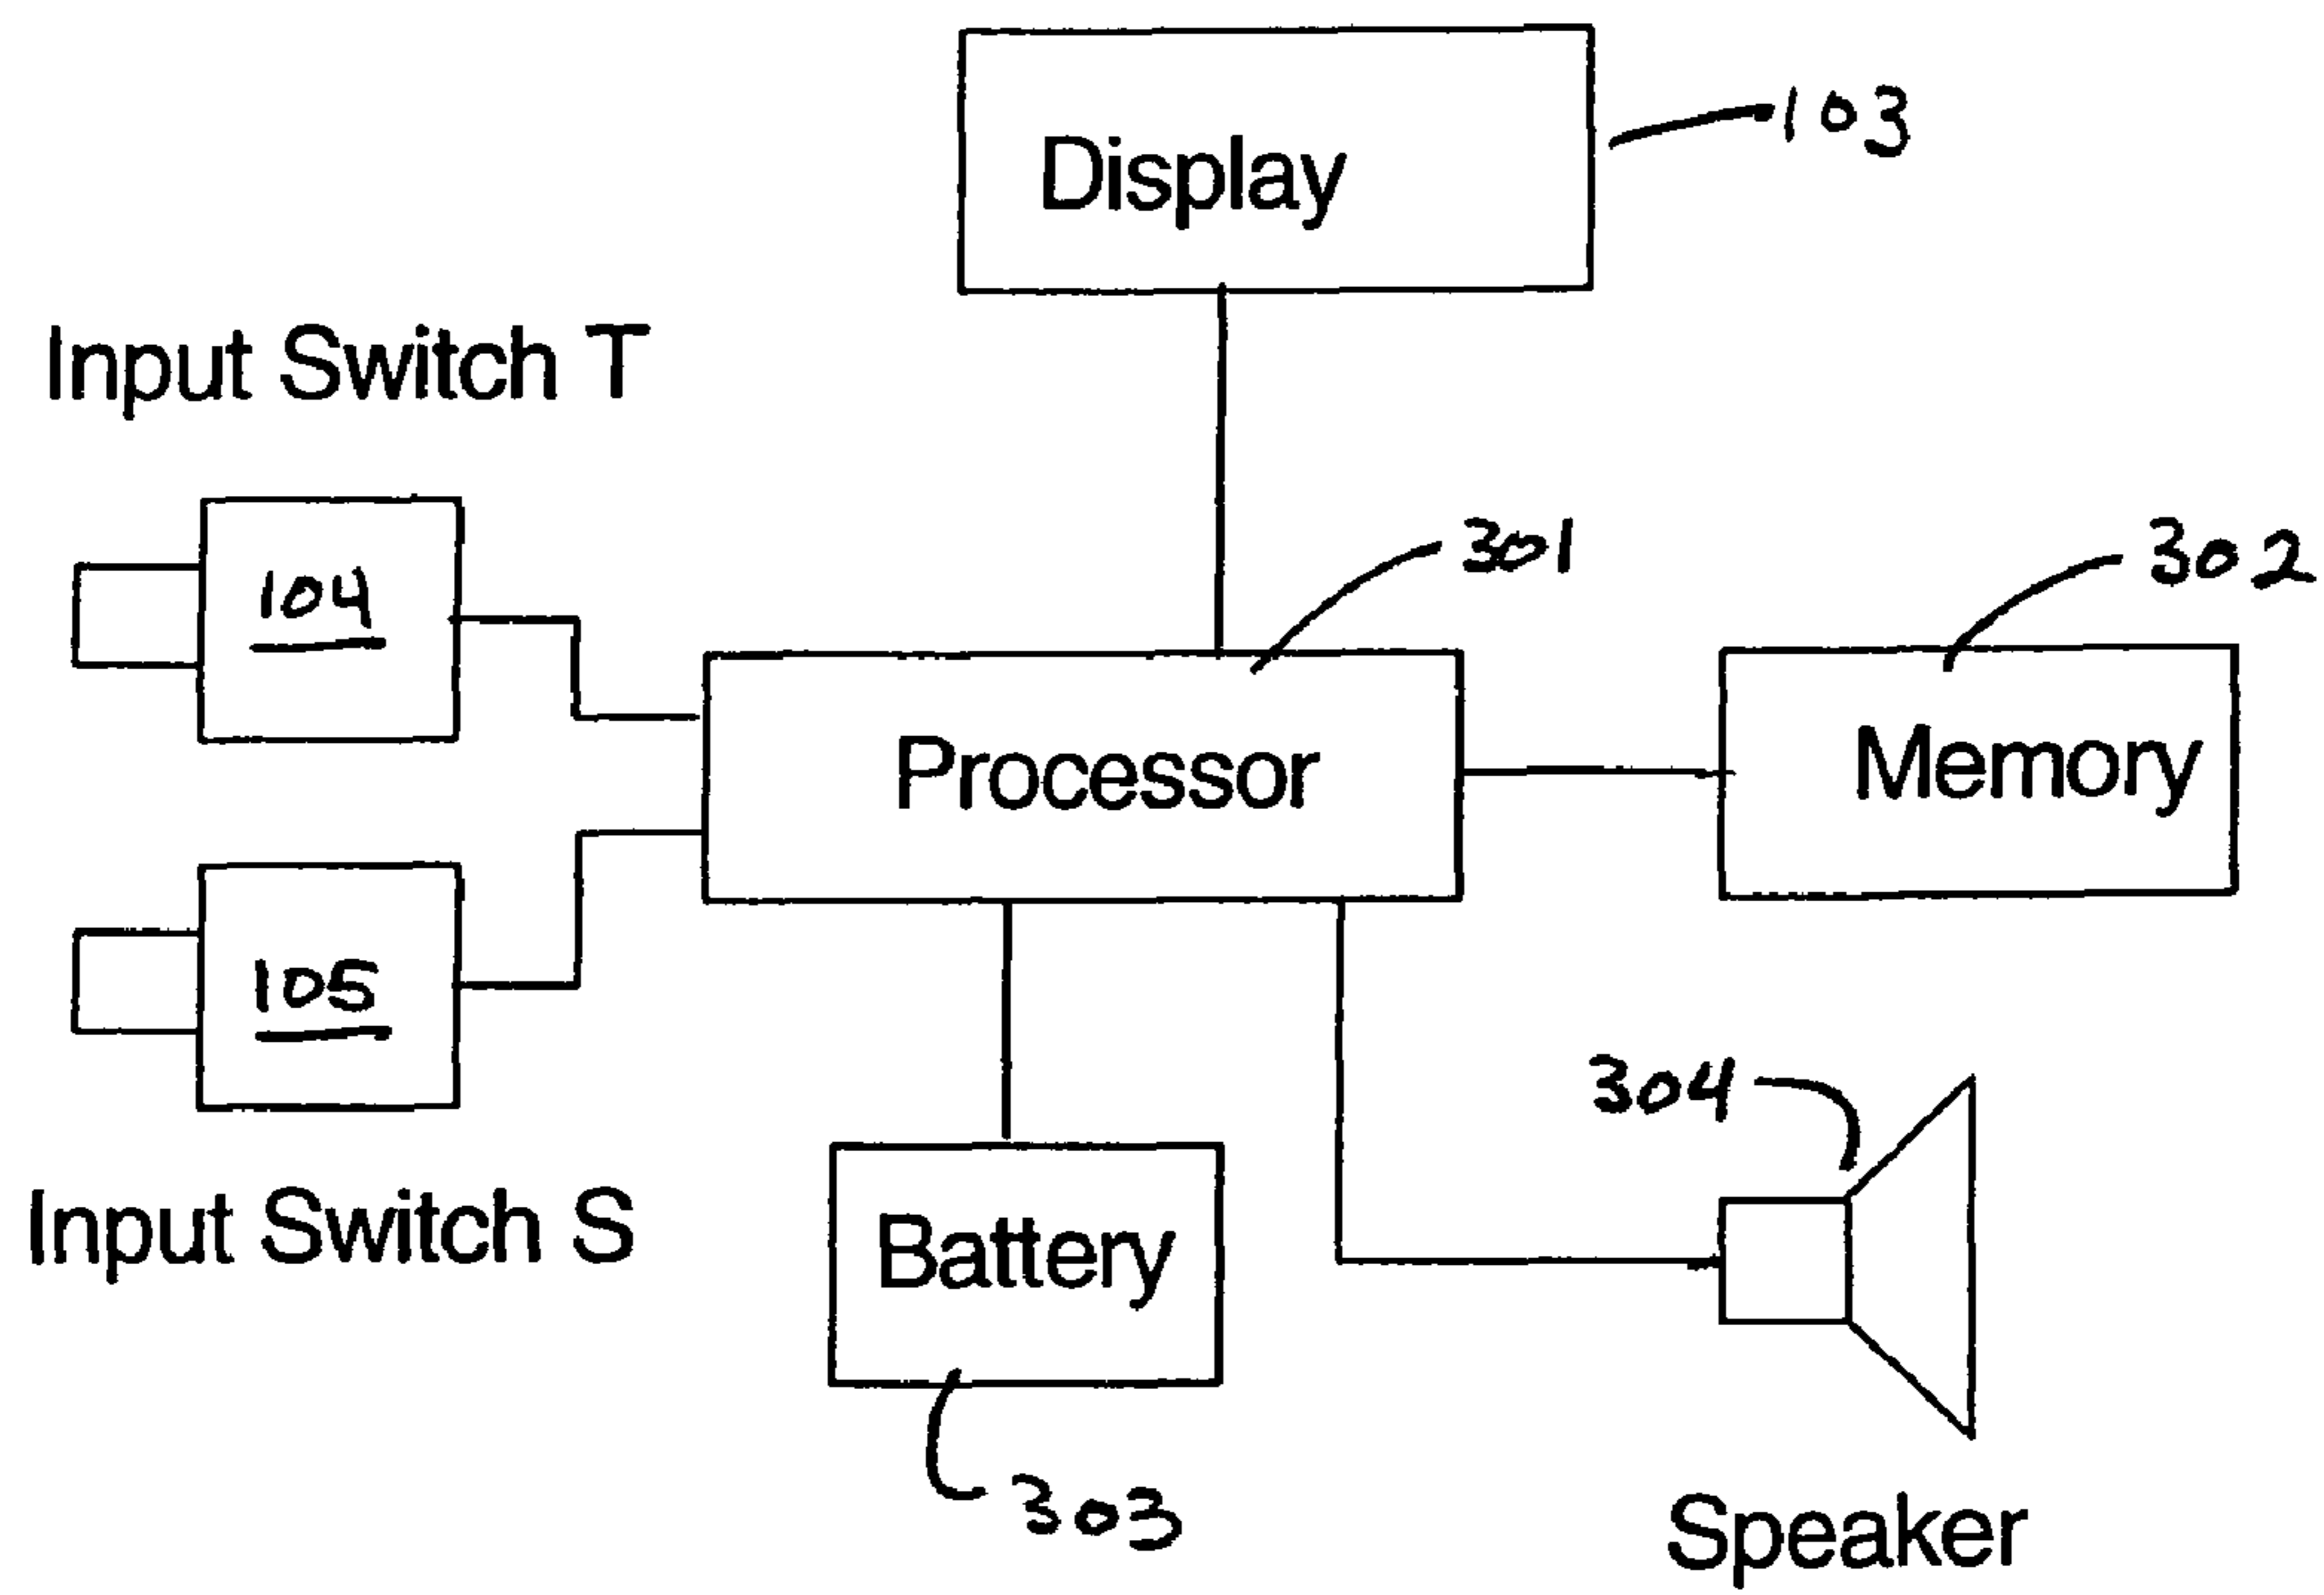 Display
103
Input Switch T
104
301
302
Processor
Memory
105
304
Input Switch S
Battery
303
Speaker